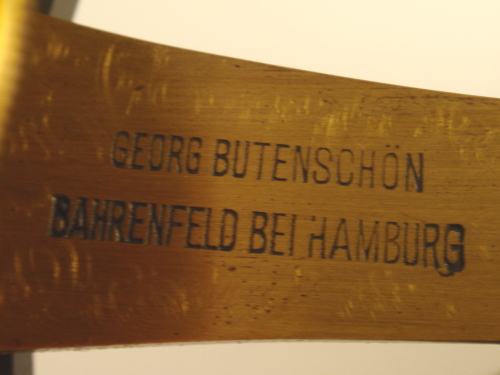 GEORG BUTENSCHÖN
BAHRENFELD BEI HAMBURG